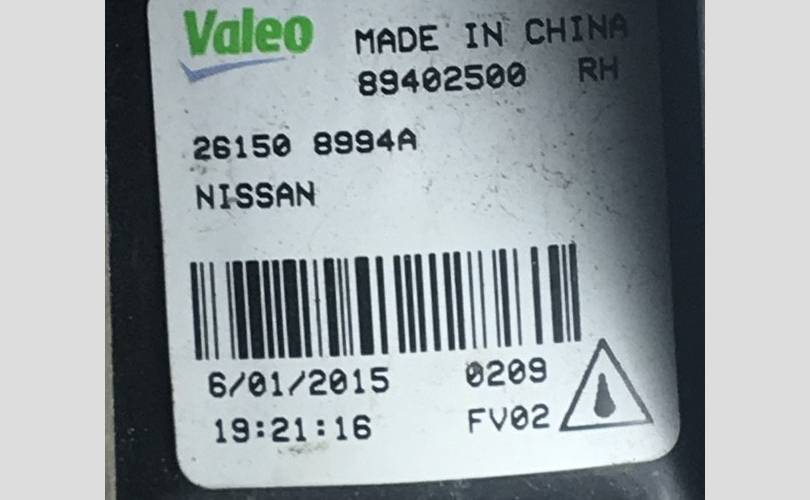 Valeo MADE IN CHINA
89402500 RH
26150 8994A
NISSAN
6/01/2015 0209
19:21:16 FV02